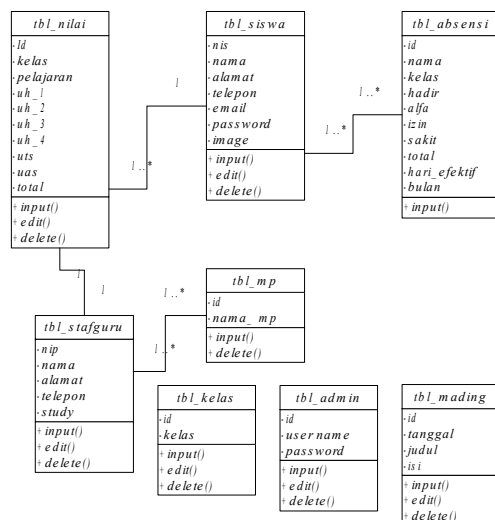 tbl_nilai
-Id
-kelas
-pelajaran
-uh_1
-uh_2
-uh_3
-uh_4
-uts
-uas
-total
+input()
+edit()
+delete()
1
1..*
tbl_siswa
-nis
-nama
-alamat
-telepon
-email
-password
-image
+input()
+edit()
+delete()
1..*
1..*
tbl_absensi
-id
-nama
-kelas
-hadir
-alfa
-izin
-sakit
-total
-hari_efektif
-bulan
+input()
1
1
tbl_stafguru
-nip
-nama
-alamat
-telepon
-study
+input()
+edit()
+delete()
1..*
1..*
tbl_mp
-id
-nama_mp
+input()
+delete()
tbl_kelas
-id
-kelas
+input()
+edit()
+delete()
tbl_admin
-id
-username
-password
+input()
+edit()
+delete()
tbl_mading
-id
-tanggal
-judul
-isi
+input()
+edit()
+delete()